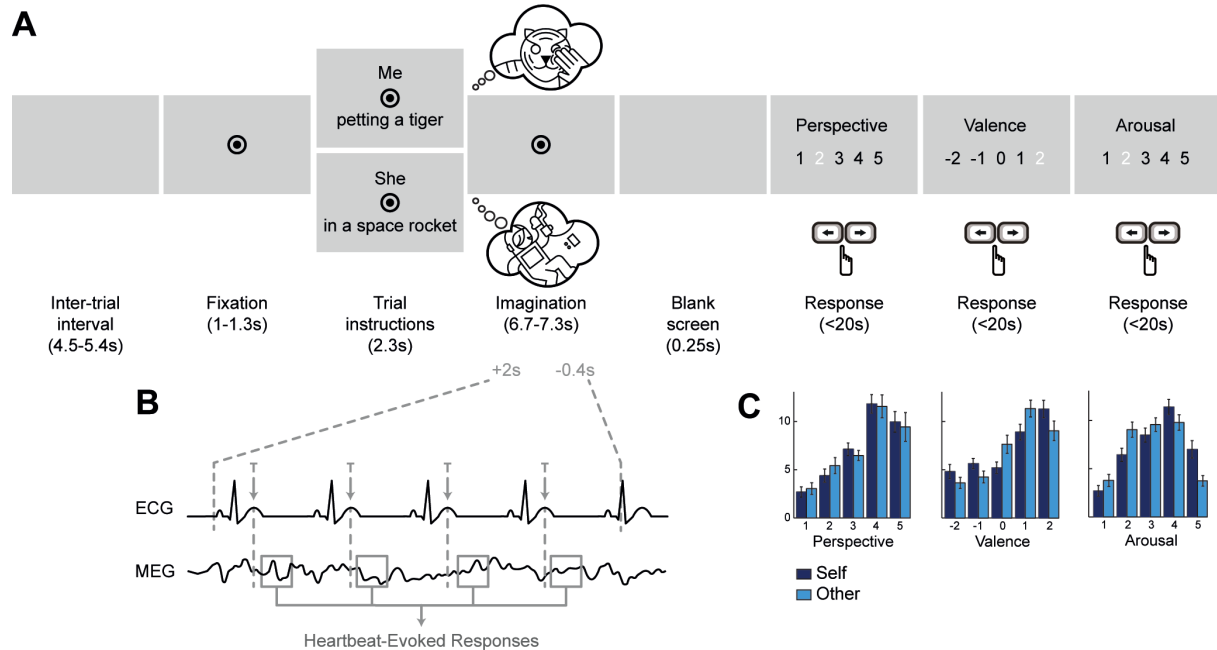 A
Me
petting a tiger
She
in a space rocket
Perspective
1 2 3 4 5
Valence
-2 -1 0 1 2
Arousal
1 2 3 4 5
Inter-trial
interval
(4.5-5.4s)
Fixation
(1-1.3s)
Trial
instructions
(2.3s)
Imagination
(6.7-7.3s)
Blank
screen
(0.25s)
Response
(<20s)
Response
(<20s)
Response
(<20s)
B
+2s -0.4s
ECG
T T T T
MEG
Heartbeat-Evoked Responses
C
10
5
0
1 2 3 4 5
Perspective
-2 -1 0 1 2
Valence
1 2 3 4 5
Arousal
Self
Other